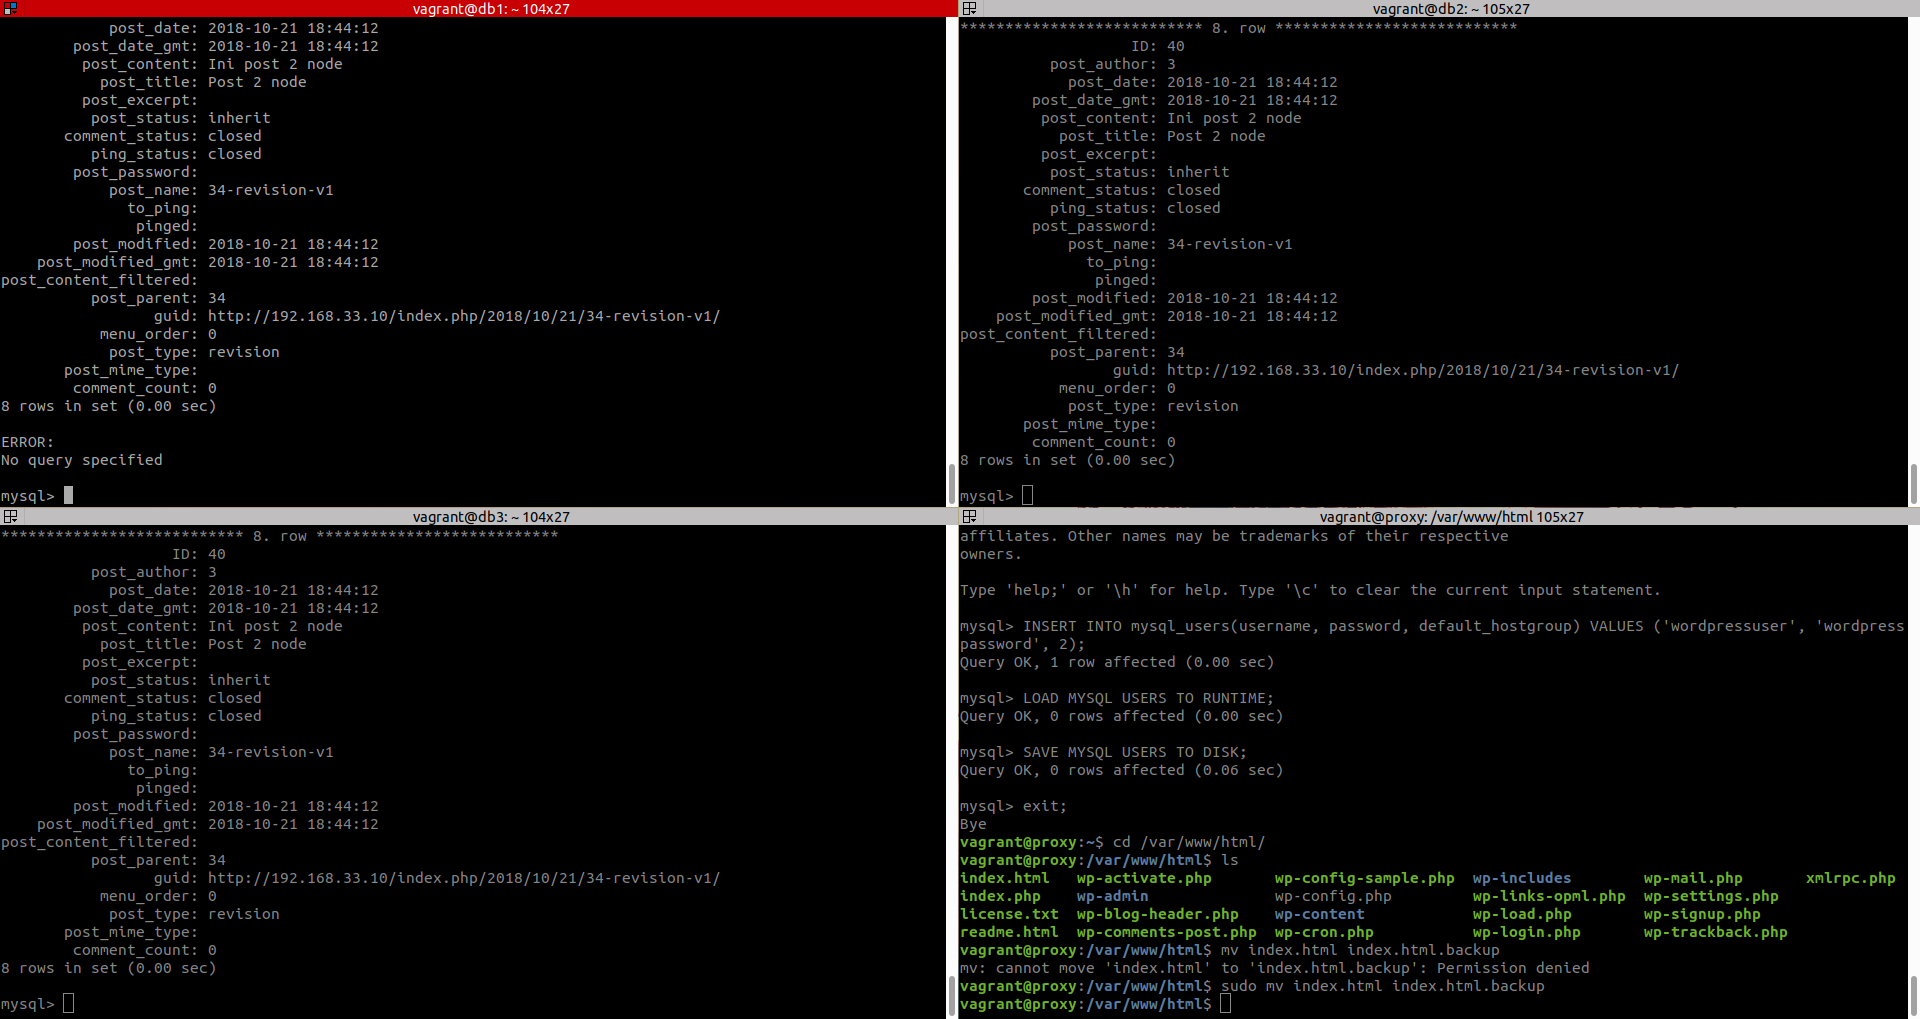 vagrant@db1: ~ 104x27
post_date: 2018-10-21 18:44:12
post_date_gmt: 2018-10-21 18:44:12
post_content: Ini post 2 node
post_title: Post 2 node
post_excerpt:
post_status: inherit
comment_status: closed
ping_status: closed
post_password:
post_name: 34-revision-v1
to_ping:
pinged:
post_modified: 2018-10-21 18:44:12
post_modified_gmt: 2018-10-21 18:44:12
post_content_filtered:
post_parent: 34
guid: http://192.168.33.10/index.php/2018/10/21/34-revision-v1/
menu_order: 0
post_type: revision
post_mime_type:
comment_count: 0
8 rows in set (0.00 sec)
ERROR:
No query specified
mysql>
vagrant@db2: ~ 105x27
*************************** 8. row ***************************
ID: 40
post_author: 3
post_date: 2018-10-21 18:44:12
post_date_gmt: 2018-10-21 18:44:12
post_content: Ini post 2 node
post_title: Post 2 node
post_excerpt:
post_status: inherit
comment_status: closed
ping_status: closed
post_password:
post_name: 34-revision-v1
to_ping:
pinged:
post_modified: 2018-10-21 18:44:12
post_modified_gmt: 2018-10-21 18:44:12
post_content_filtered:
post_parent: 34
guid: http://192.168.33.10/index.php/2018/10/21/34-revision-v1/
menu_order: 0
post_type: revision
post_mime_type:
comment_count: 0
8 rows in set (0.00 sec)
mysql>
vagrant@db3: ~ 104x27
*************************** 8. row ***************************
ID: 40
post_author: 3
post_date: 2018-10-21 18:44:12
post_date_gmt: 2018-10-21 18:44:12
post_content: Ini post 2 node
post_title: Post 2 node
post_excerpt:
post_status: inherit
comment_status: closed
ping_status: closed
post_password:
post_name: 34-revision-v1
to_ping:
pinged:
post_modified: 2018-10-21 18:44:12
post_modified_gmt: 2018-10-21 18:44:12
post_content_filtered:
post_parent: 34
guid: http://192.168.33.10/index.php/2018/10/21/34-revision-v1/
menu_order: 0
post_type: revision
post_mime_type:
comment_count: 0
8 rows in set (0.00 sec)
mysql>
vagrant@proxy: /var/www/html 105x27
affiliates. Other names may be trademarks of their respective
owners.
Type 'help;' or '\h' for help. Type '\c' to clear the current input statement.
mysql> INSERT INTO mysql_users(username, password, default_hostgroup) VALUES ('wordpressuser', 'wordpress
password', 2);
Query OK, 1 row affected (0.00 sec)
mysql> LOAD MYSQL USERS TO RUNTIME;
Query OK, 0 rows affected (0.00 sec)
mysql> SAVE MYSQL USERS TO DISK;
Query OK, 0 rows affected (0.06 sec)
mysql> exit;
Bye
vagrant@proxy:~$ cd /var/www/html/
vagrant@proxy:/var/www/html$ ls
index.html wp-activate.php wp-config-sample.php wp-includes wp-mail.php xmlrpc.php
index.php wp-admin wp-config.php wp-links-opml.php wp-settings.php
license.txt wp-blog-header.php wp-content wp-load.php wp-signup.php
readme.html wp-comments-post.php wp-cron.php wp-login.php wp-trackback.php
vagrant@proxy:/var/www/html$ mv index.html index.html.backup
mv: cannot move 'index.html' to 'index.html.backup': Permission denied
vagrant@proxy:/var/www/html$ sudo mv index.html index.html.backup
vagrant@proxy:/var/www/html$